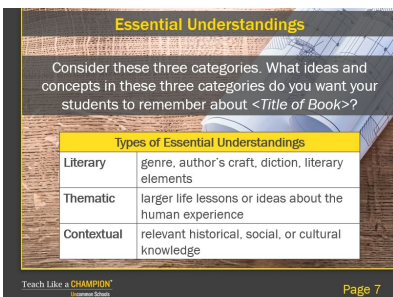 Essential Understandings
Consider these three categories. What ideas and
concepts in these three categories do you want your
students to remember about <Title of Book>?
Types of Essential Understandings
Literary genre, author's craft, diction, literary
elements
Thematic larger life lessons or ideas about the
human experience
Contextual relevant historical, social, or cultural
knowledge
Teach Like a CHAMPION
Uncommon Schools
Page 7